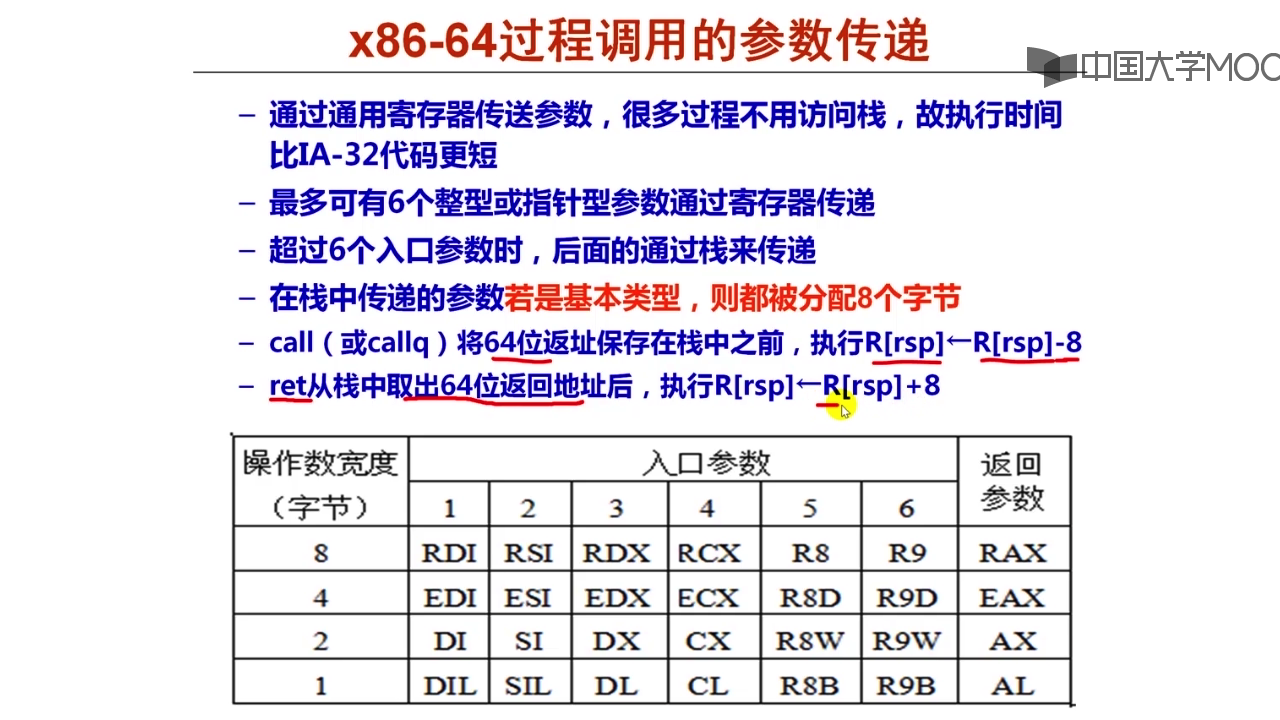 x86-64过程调用的参数传递
中国大学MOO
– 通过通用寄存器传送参数，很多过程不用访问栈，故执行时间
比IA-32代码更短
– 最多可有6个整型或指针型参数通过寄存器传递
– 超过6个入口参数时，后面的通过栈来传递
– 在栈中传递的参数若是基本类型，则都被分配8个字节
– call（或callq）将64位返址保存在栈中之前，执行R[rsp]←R[rsp]-8
– ret从栈中取出64位返回地址后，执行R[rsp]←R[rsp]+8
操作数宽度（字节） 入口参数 返回参数
1 2 3 4 5 6
8 RDI RSI RDX RCX R8 R9 RAX
4 EDI ESI EDX ECX R8D R9D EAX
2 DI SI DX CX R8W R9W AX
1 DIL SIL DL CL R8B R9B AL